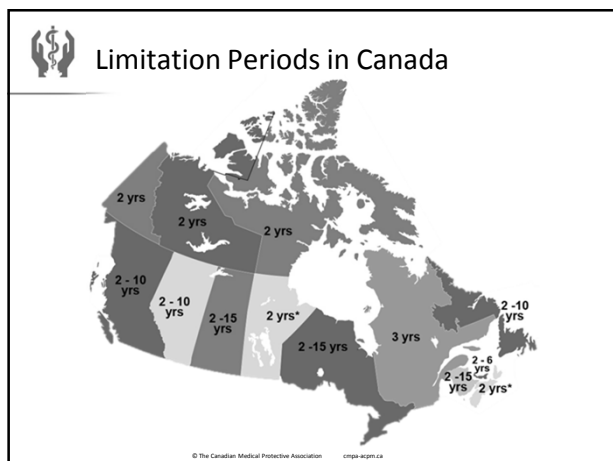 Limitation Periods in Canada
2 yrs
2 yrs
2 yrs
2 - 10
yrs
2 - 10
yrs
2 -15
yrs
2 yrs*
2 -15 yrs
3 yrs
2 -10
yrs
2 - 6
yrs
2 -15
yrs
2 yrs*
© The Canadian Medical Protective Association cmpa-acpm.ca